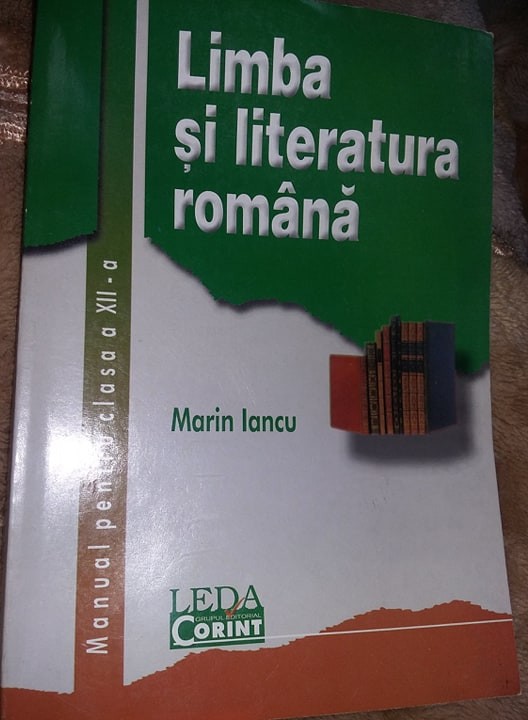 Limba
și literatura
română
Manual pentru clasa a XII - a
Marin Iancu
LEDA
GRUPUL EDITORIAL
CORINT